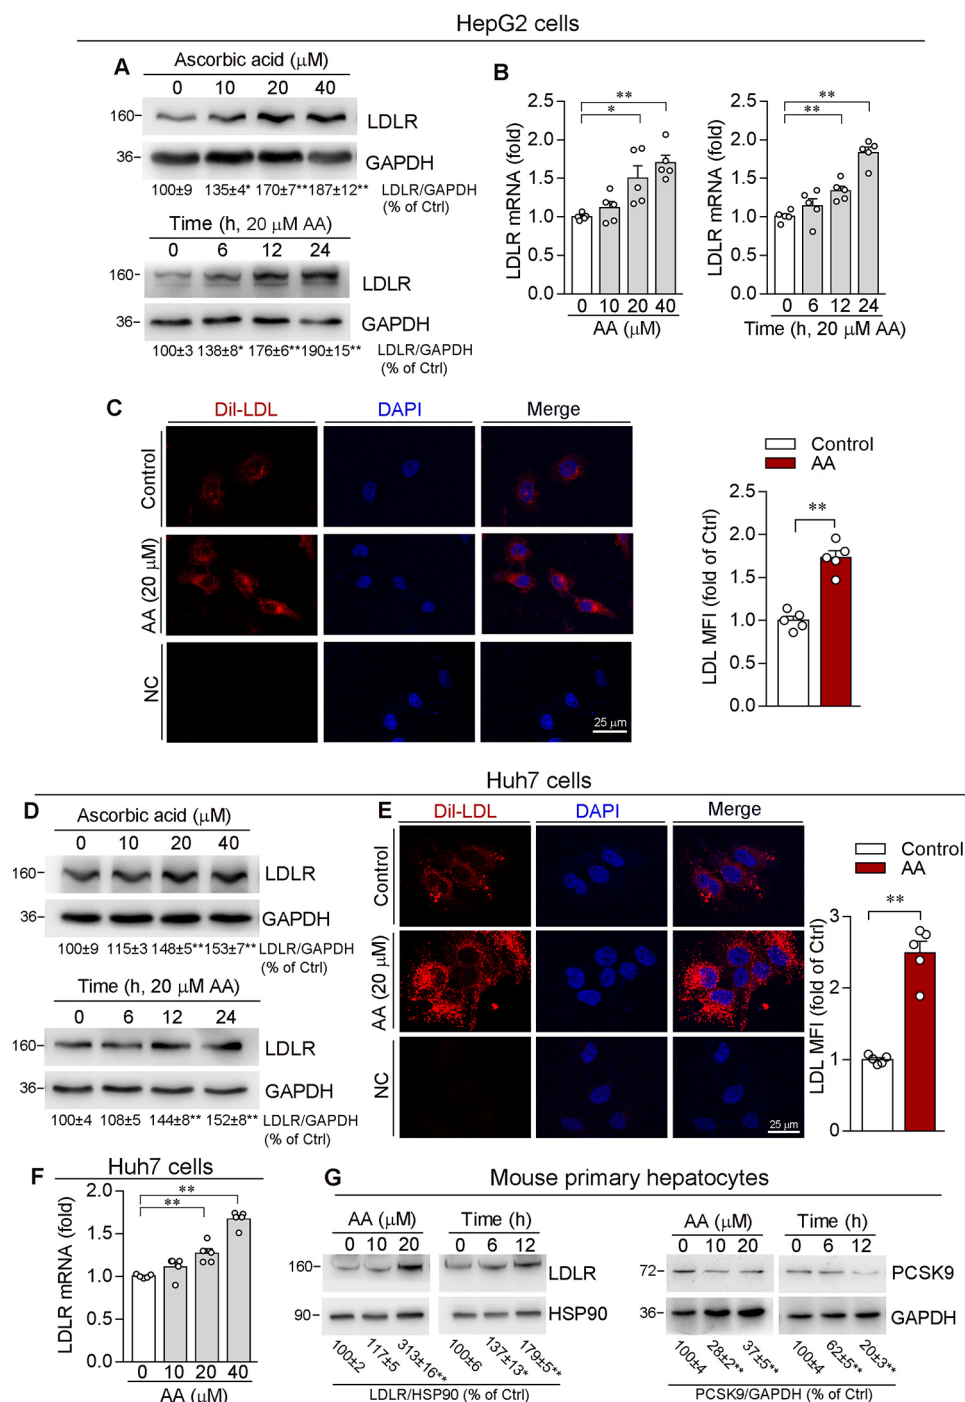 HepG2 cells
A
Ascorbic acid (μM)
0 10 20 40
160
LDLR
36
GAPDH
100±9 135±4* 170±7** 187±12** LDLR/GAPDH
(% of Ctrl)
Time (h, 20 μM AA)
0 6 12 24
160
LDLR
36
GAPDH
100±3 138±8* 176±6** 190±15** LDLR/GAPDH
(% of Ctrl)
B
LDLR mRNA (fold)
2.5
2.0
1.5
1.0
0.5
0.0
**
*
0 10 20 40
AA (μM)
LDLR mRNA (fold)
2.5
2.0
1.5
1.0
0.5
0.0
**
**
0 6 12 24
Time (h, 20 μM AA)
C
Dil-LDL DAPI Merge
Control
AA (20 μM)
NC
25 μm
Control
AA
LDL MFI (fold of Ctrl)
2.5
2.0
1.5
1.0
0.5
0.0
**
Huh7 cells
D
Ascorbic acid (μM)
0 10 20 40
160
LDLR
36
GAPDH
100±9 115±3 148±5** 153±7** LDLR/GAPDH
(% of Ctrl)
Time (h, 20 μM AA)
0 6 12 24
160
LDLR
36
GAPDH
100±4 108±5 144±8** 152±8** LDLR/GAPDH
(% of Ctrl)
E
Dil-LDL DAPI Merge
Control
AA (20 μM)
NC
25 μm
Control
AA
LDL MFI (fold of Ctrl)
3
2
1
0
**
F
Huh7 cells
LDLR mRNA (fold)
2.0
1.5
1.0
0.5
0.0
**
**
0 10 20 40
AA (μM)
G
Mouse primary hepatocytes
AA (μM) Time (h)
0 10 20 0 6 12
160
LDLR
90
HSP90
100±2 117±5 313±16** 100±6 137±13* 179±5**
LDLR/HSP90 (% of Ctrl)
AA (μM) Time (h)
0 10 20 0 6 12
72
PCSK9
36
GAPDH
100±4 28±2** 37±5** 100±4 62±5** 20±3**
PCSK9/GAPDH (% of Ctrl)